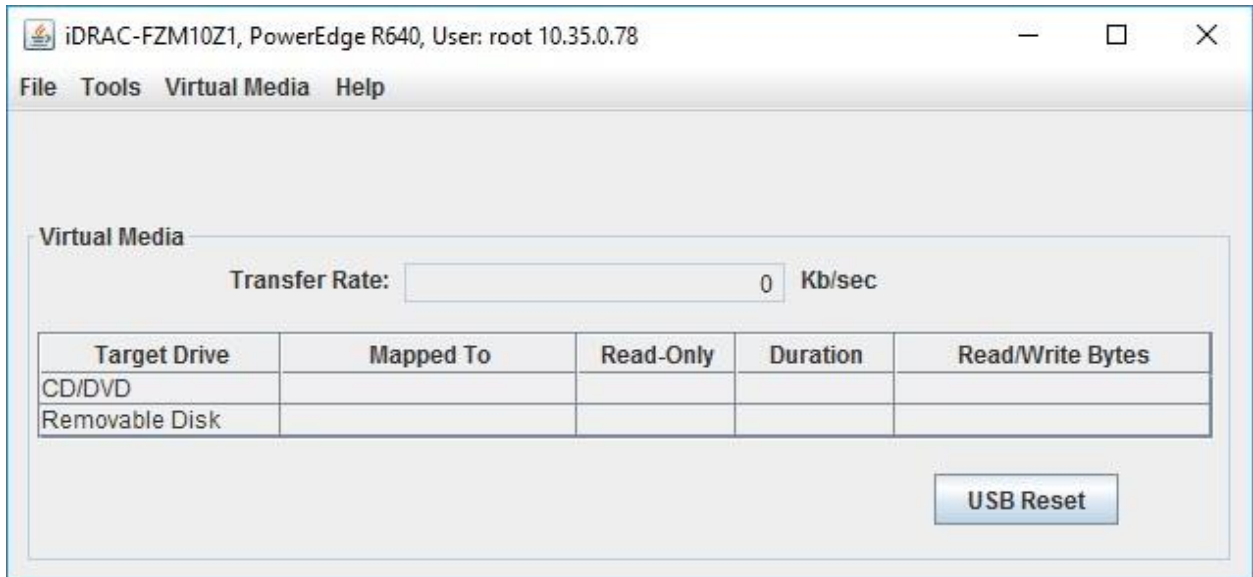 iDRAC-FZM10Z1, PowerEdge R640, User: root 10.35.0.78
File Tools Virtual Media Help
Virtual Media
Transfer Rate: 0 Kb/sec
Target Drive Mapped To Read-Only Duration Read/Write Bytes
CD/DVD
Removable Disk
USB Reset